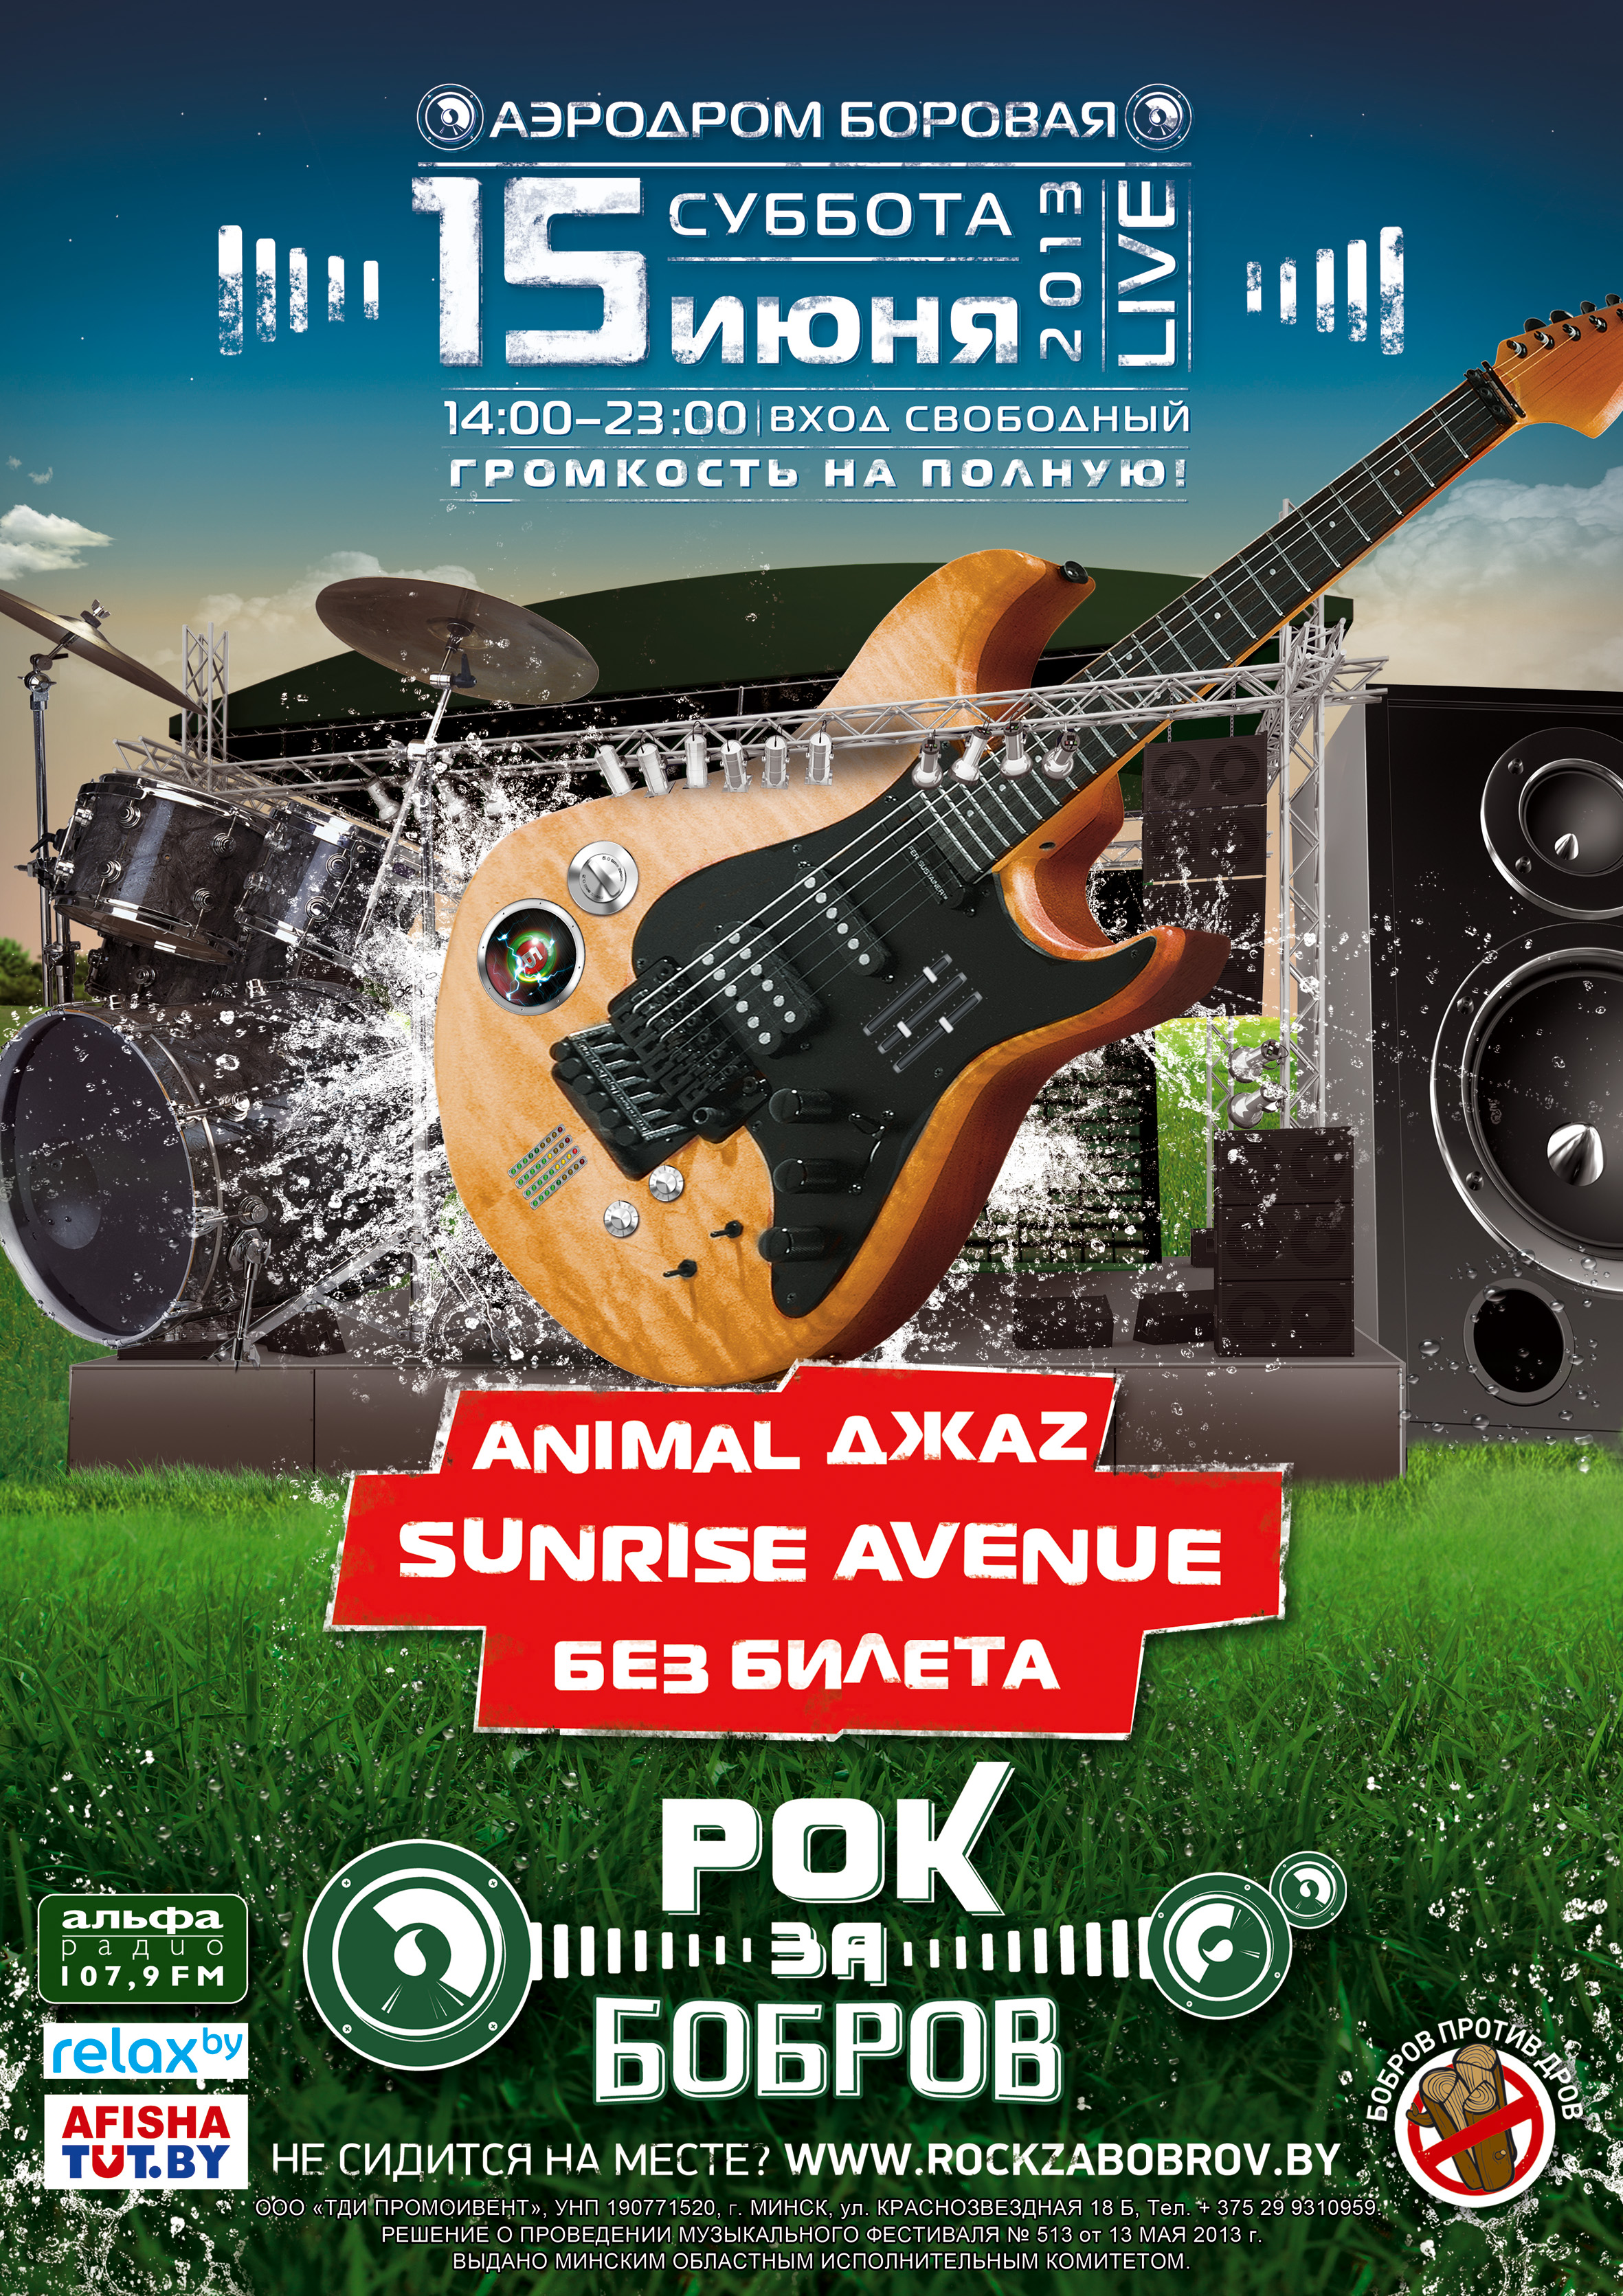 АЭРОДРОМ БОРОВАЯ
15 СУББОТА
ИЮНЯ
2013
LIVE
14:00–23:00 | ВХОД СВОБОДНЫЙ
ГРОМКОСТЬ НА ПОЛНУЮ!
ANIMAL ДЖАZ
SUNRISE AVENUE
БЕЗ БИЛЕТА
РОК
ЗА
БОБРОВ
альфа
радио
107,9 FM
relax by
AFISHA
TUT.BY
БОБРОВ ПРОТИВ ДРОВ
НЕ СИДИТСЯ НА МЕСТЕ? WWW.ROCKZABOBROV.BY
ООО «ТДИ ПРОМОИВЕНТ», УНП 190771520, г. МИНСК, ул. КРАСНОЗВЕЗДНАЯ 18 Б, Тел. + 375 29 9310959.
РЕШЕНИЕ О ПРОВЕДЕНИИ МУЗЫКАЛЬНОГО ФЕСТИВАЛЯ № 513 от 13 МАЯ 2013 г.
ВЫДАНО МИНСКИМ ОБЛАСТНЫМ ИСПОЛНИТЕЛЬНЫМ КОМИТЕТОМ.